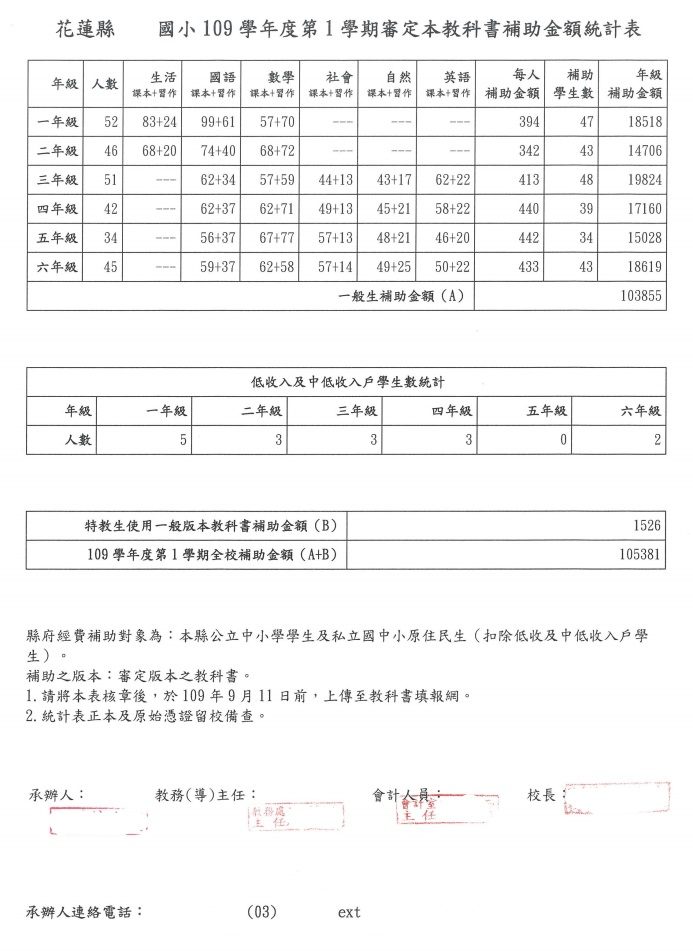 花蓮縣 國小 109 學年度第 1 學期審定本教科書補助金額統計表
年級 人數 生活 課本+習作 國語 課本+習作 數學 課本+習作 社會 課本+習作 自然 課本+習作 英語 課本+習作 每人補助金額 補助學生數 年級補助金額
一年級 52 83+24 99+61 57+70 --- --- --- 394 47 18518
二年級 46 68+20 74+40 68+72 --- --- --- 342 43 14706
三年級 51 --- 62+34 57+59 44+13 43+17 62+22 413 48 19824
四年級 42 --- 62+37 62+71 49+13 45+21 58+22 440 39 17160
五年級 34 --- 56+37 67+77 57+13 48+21 46+20 442 34 15028
六年級 45 --- 59+37 62+58 57+14 49+25 50+22 433 43 18619
一般生補助金額（A） 103855
低收入及中低收入戶學生數統計
年級 一年級 二年級 三年級 四年級 五年級 六年級
人數 5 3 3 3 0 2
特教生使用一般版本教科書補助金額（B） 1526
109 學年度第 1 學期全校補助金額（A+B） 105381
縣府經費補助對象為：本縣公立中小學學生及私立國中小原住民生（扣除低收及中低收入戶學
生）。
補助之版本：審定版本之教科書。
1.請將本表核章後，於 109 年 9 月 11 日前，上傳至教科書填報網。
2.統計表正本及原始憑證留校備查。
承辦人： 教務(導)主任： 會計人員： 校長：
教務處
主任
會計室
主任
承辦人連絡電話： (03) ext